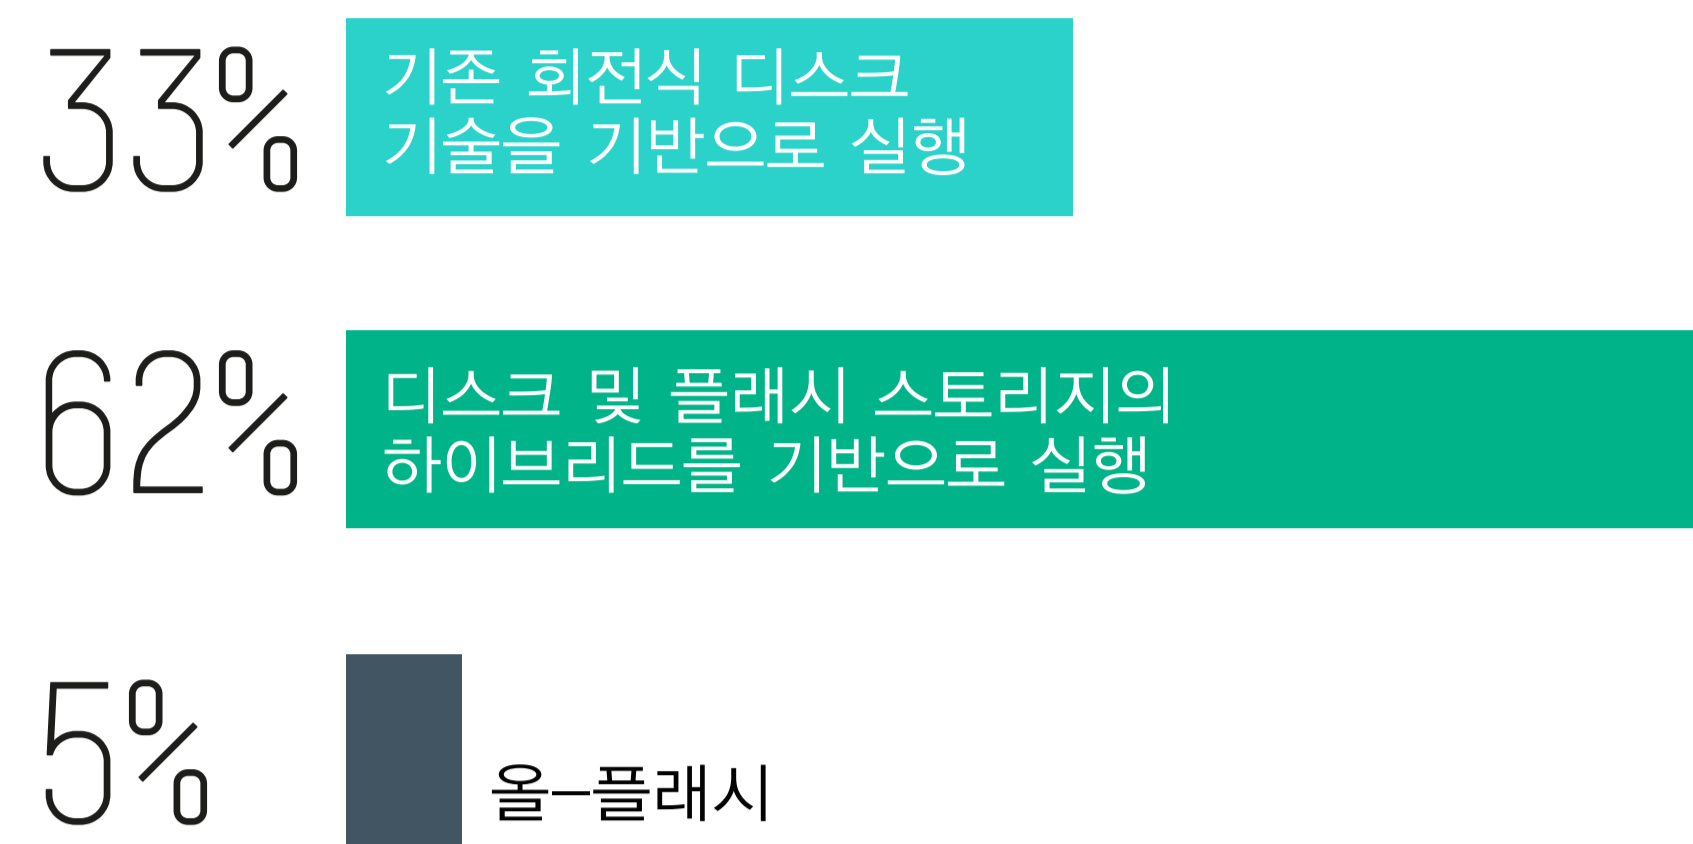 33%
기존 회전식 디스크
기술을 기반으로 실행
62%
디스크 및 플래시 스토리지의
하이브리드를 기반으로 실행
5%
올-플래시